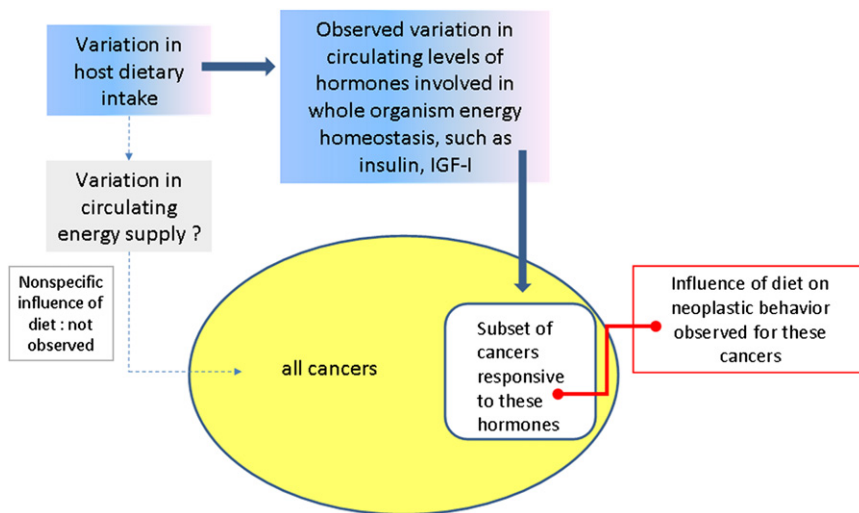 Variation in
host dietary
intake
Observed variation in
circulating levels of
hormones involved in
whole organism energy
homeostasis, such as
insulin, IGF-I
Variation in
circulating
energy supply ?
Nonspecific
influence of
diet : not
observed
all cancers
Subset of
cancers
responsive
to these
hormones
Influence of diet on
neoplastic behavior
observed for these
cancers